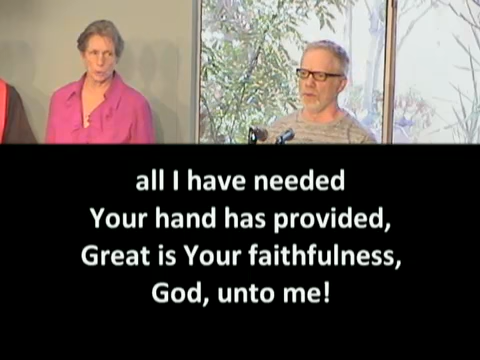 all I have needed
Your hand has provided,
Great is Your faithfulness,
God, unto me!